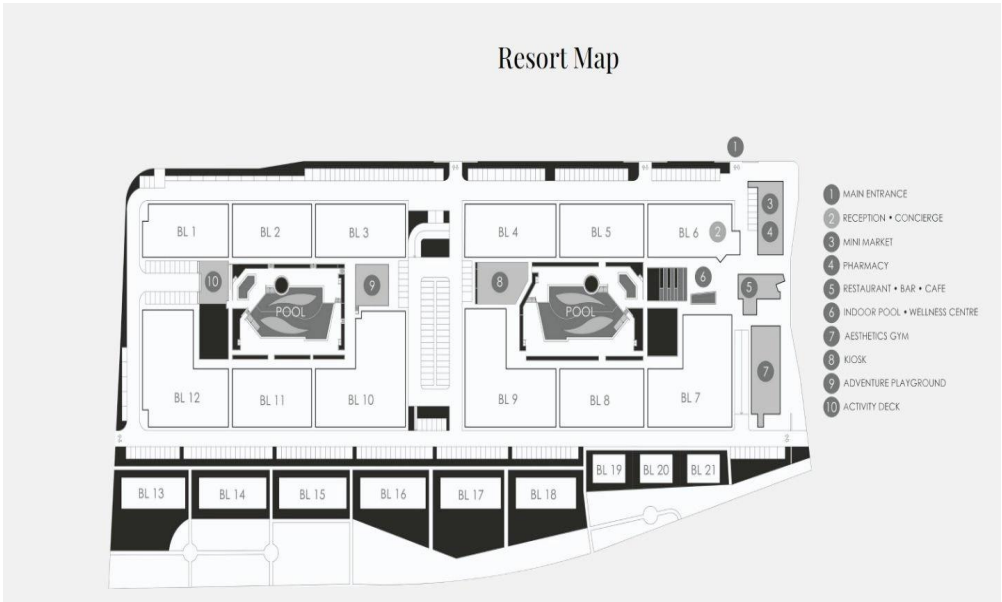 Resort Map
1
BL 1
BL 2
BL 3
BL 4
BL 5
BL 6
2
3
4
10
9
8
6
5
POOL
POOL
7
BL 12
BL 11
BL 10
BL 9
BL 8
BL 7
BL 13
BL 14
BL 15
BL 16
BL 17
BL 18
BL 19
BL 20
BL 21
1 MAIN ENTRANCE
2 RECEPTION • CONCIERGE
3 MINI MARKET
4 PHARMACY
5 RESTAURANT • BAR • CAFE
6 INDOOR POOL • WELLNESS CENTRE
7 AESTHETICS GYM
8 KIOSK
9 ADVENTURE PLAYGROUND
10 ACTIVITY DECK